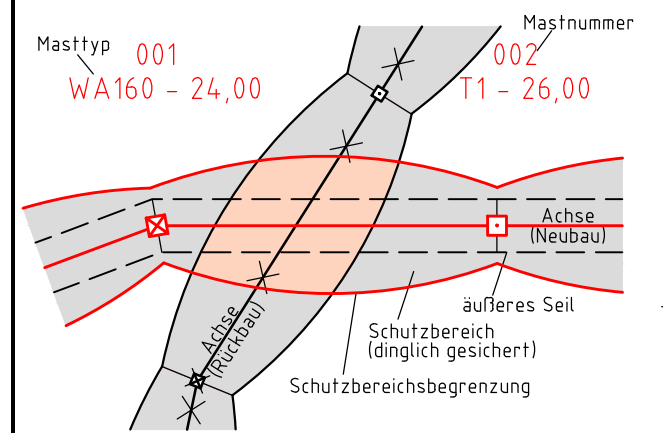 Masttyp
001
WA160 - 24,00
Mastnummer
002
T1 - 26,00
Achse
(Neubau)
äußeres Seil
Achse
(Rückbau)
Schutzbereich
(dinglich gesichert)
Schutzbereichsbegrenzung